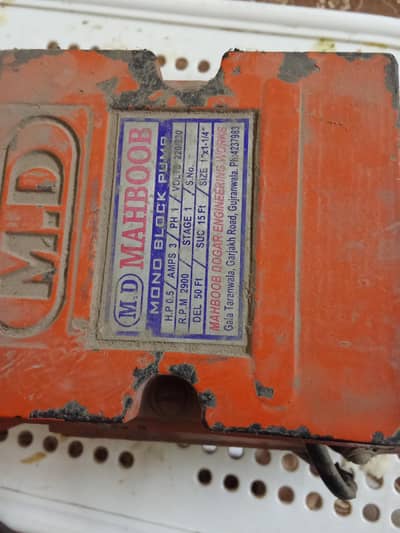 M.D
M.D MAHBOOB
MONO BLOCK PUMP
H.P 0.5 / AMPS 3 / PH 1 / VOLTS 220/230
R.P.M 2900 / STAGE 1 / S.No.
DEL 50 Ft / SUC 15 Ft / SIZE 1"x1-1/4"
MAHBOOB DOGAR ENGINEERING WORKS
Gala Taranwala, Garjakh Road, Gujranwala. Ph:4237983